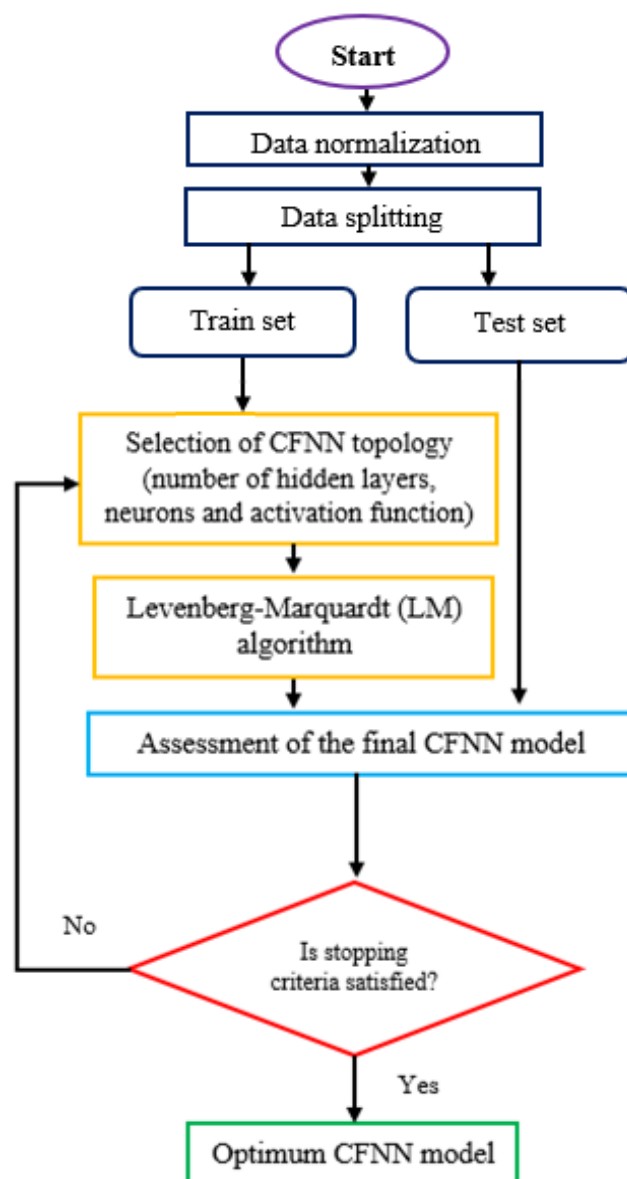 Start
Data normalization
Data splitting
Train set
Test set
Selection of CFNN topology
(number of hidden layers,
neurons and activation function)
Levenberg-Marquardt (LM)
algorithm
Assessment of the final CFNN model
No
Is stopping
criteria satisfied?
Yes
Optimum CFNN model